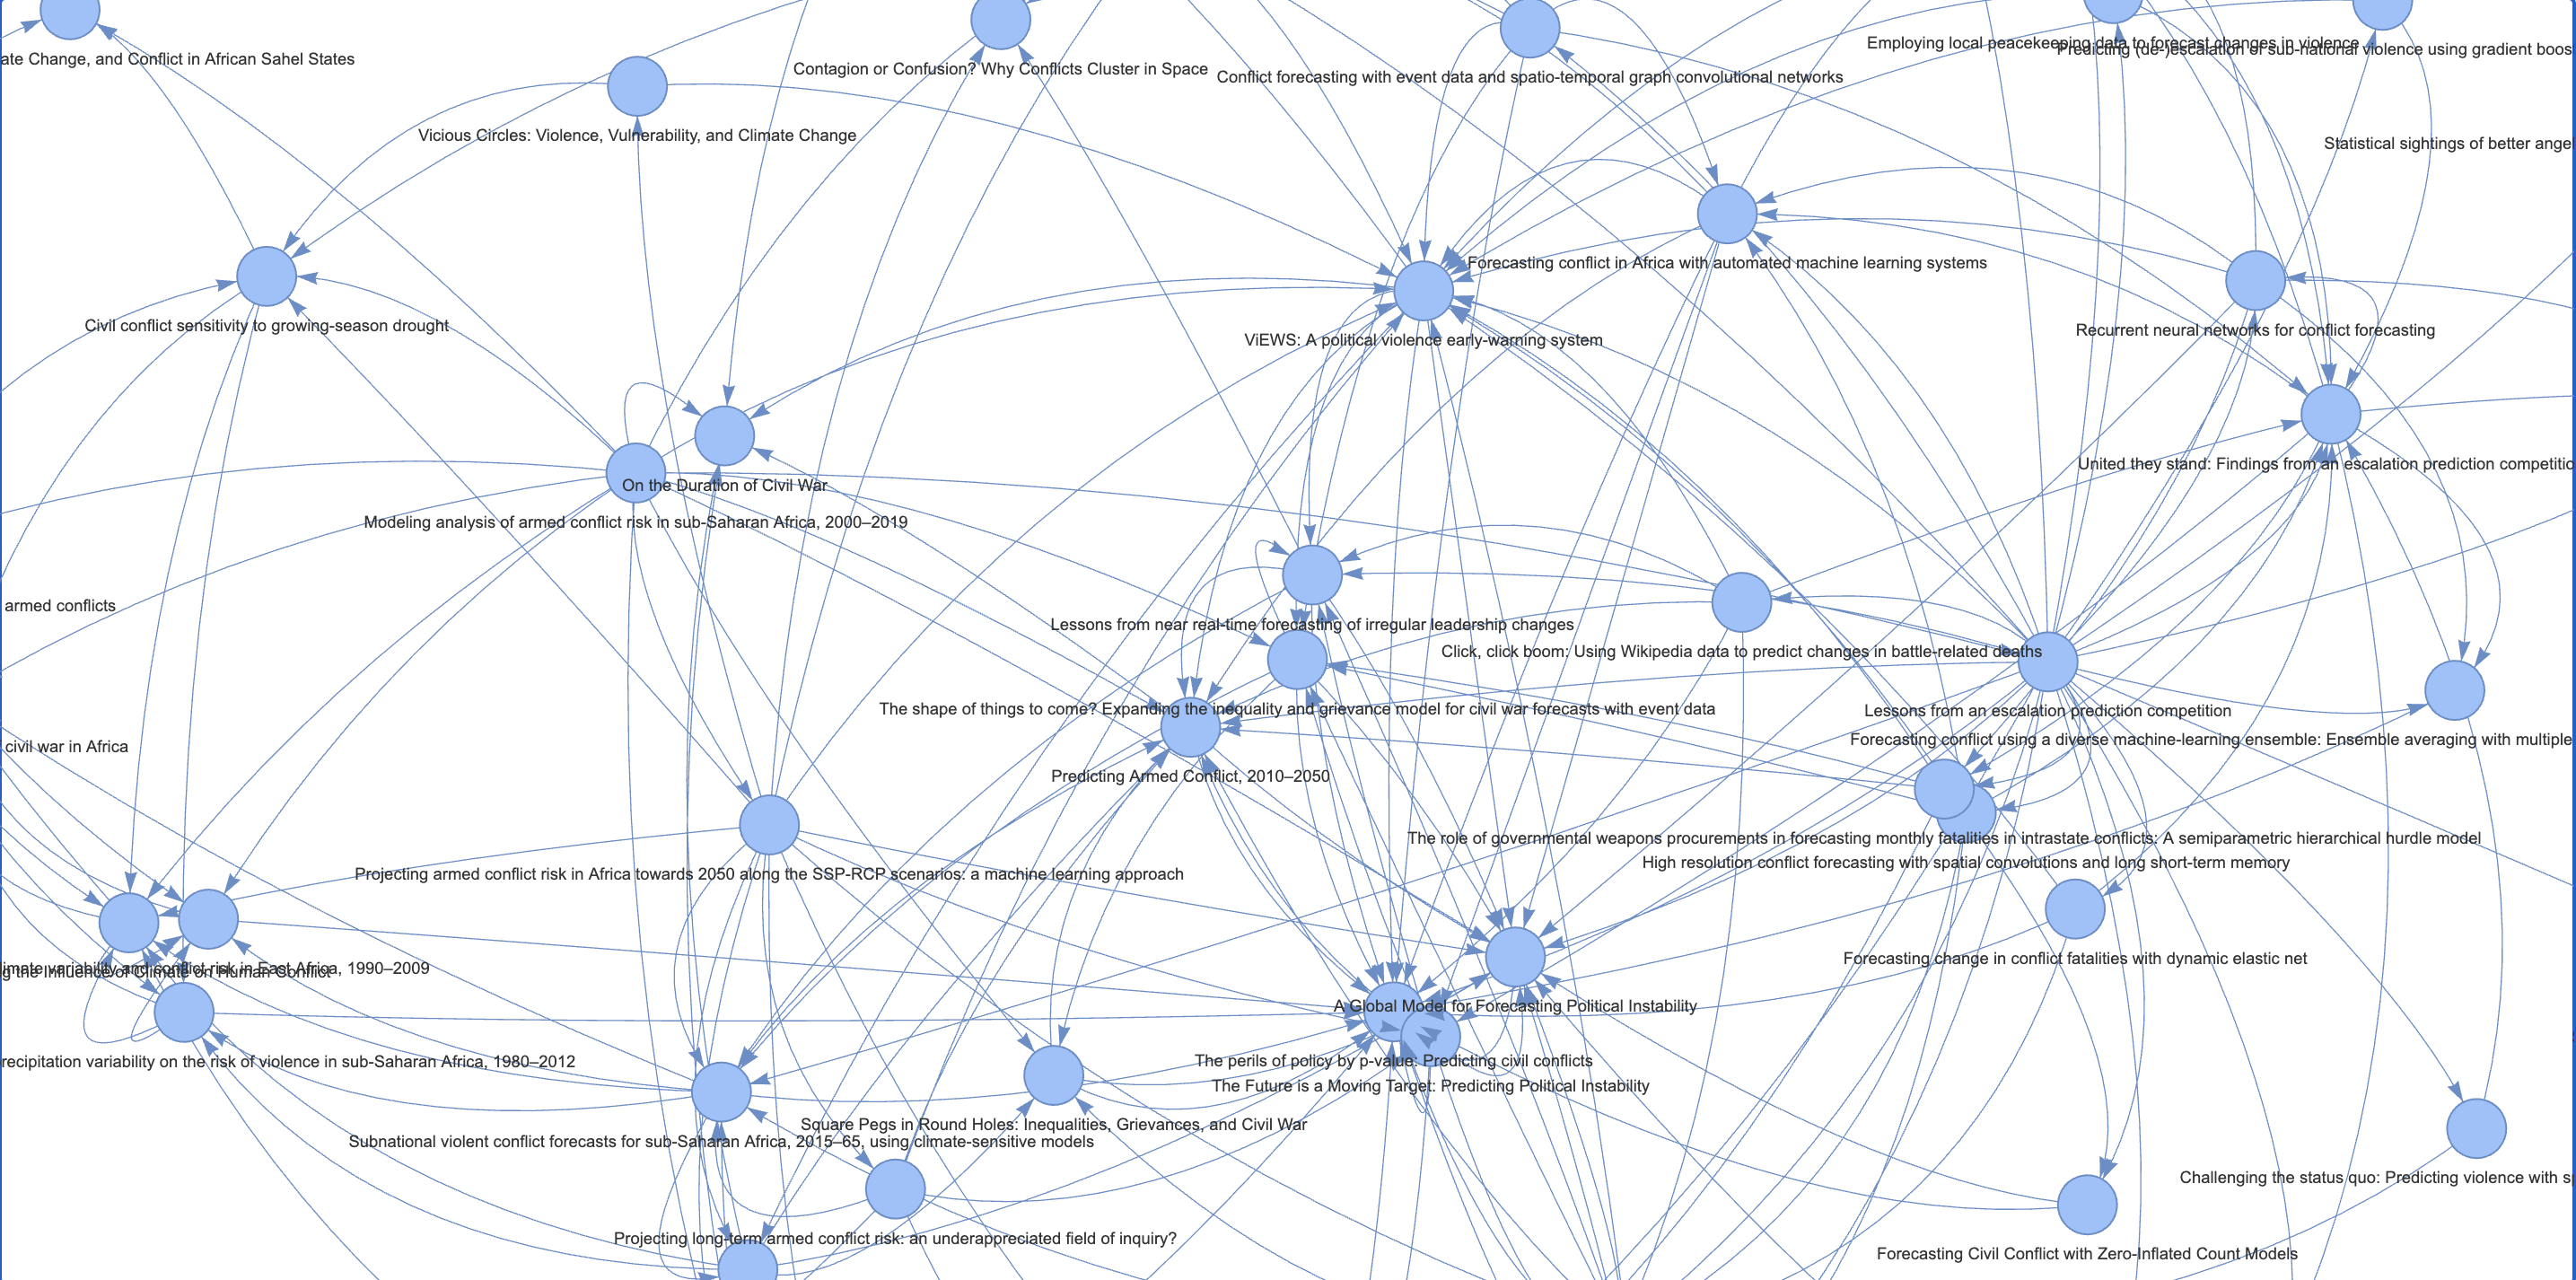 Employing local peacekeeping data to forecast changes in violence
Predicting (de-)escalation of sub-national violence using gradient boos
ate Change, and Conflict in African Sahel States
Contagion or Confusion? Why Conflicts Cluster in Space
Conflict forecasting with event data and spatio-temporal graph convolutional networks
Vicious Circles: Violence, Vulnerability, and Climate Change
Statistical sightings of better ange
Forecasting conflict in Africa with automated machine learning systems
Civil conflict sensitivity to growing-season drought
Recurrent neural networks for conflict forecasting
ViEWS: A political violence early-warning system
United they stand: Findings from an escalation prediction competitio
On the Duration of Civil War
Modeling analysis of armed conflict risk in sub-Saharan Africa, 2000–2019
armed conflicts
Lessons from near real-time forecasting of irregular leadership changes
Click, click boom: Using Wikipedia data to predict changes in battle-related deaths
The shape of things to come? Expanding the inequality and grievance model for civil war forecasts with event data
Lessons from an escalation prediction competition
Forecasting conflict using a diverse machine-learning ensemble: Ensemble averaging with multiple
civil war in Africa
Predicting Armed Conflict, 2010–2050
The role of governmental weapons procurements in forecasting monthly fatalities in intrastate conflicts: A semiparametric hierarchical hurdle model
High resolution conflict forecasting with spatial convolutions and long short-term memory
Projecting armed conflict risk in Africa towards 2050 along the SSP-RCP scenarios: a machine learning approach
Forecasting change in conflict fatalities with dynamic elastic net
limate variability and conflict risk in East Africa, 1990–2009
g the Influence of Climate on Human Conflict
A Global Model for Forecasting Political Instability
recipitation variability on the risk of violence in sub-Saharan Africa, 1980–2012
The perils of policy by p-value: Predicting civil conflicts
The Future is a Moving Target: Predicting Political Instability
Square Pegs in Round Holes: Inequalities, Grievances, and Civil War
Subnational violent conflict forecasts for sub-Saharan Africa, 2015–65, using climate-sensitive models
Challenging the status quo: Predicting violence with s
Projecting long-term armed conflict risk: an underappreciated field of inquiry?
Forecasting Civil Conflict with Zero-Inflated Count Models